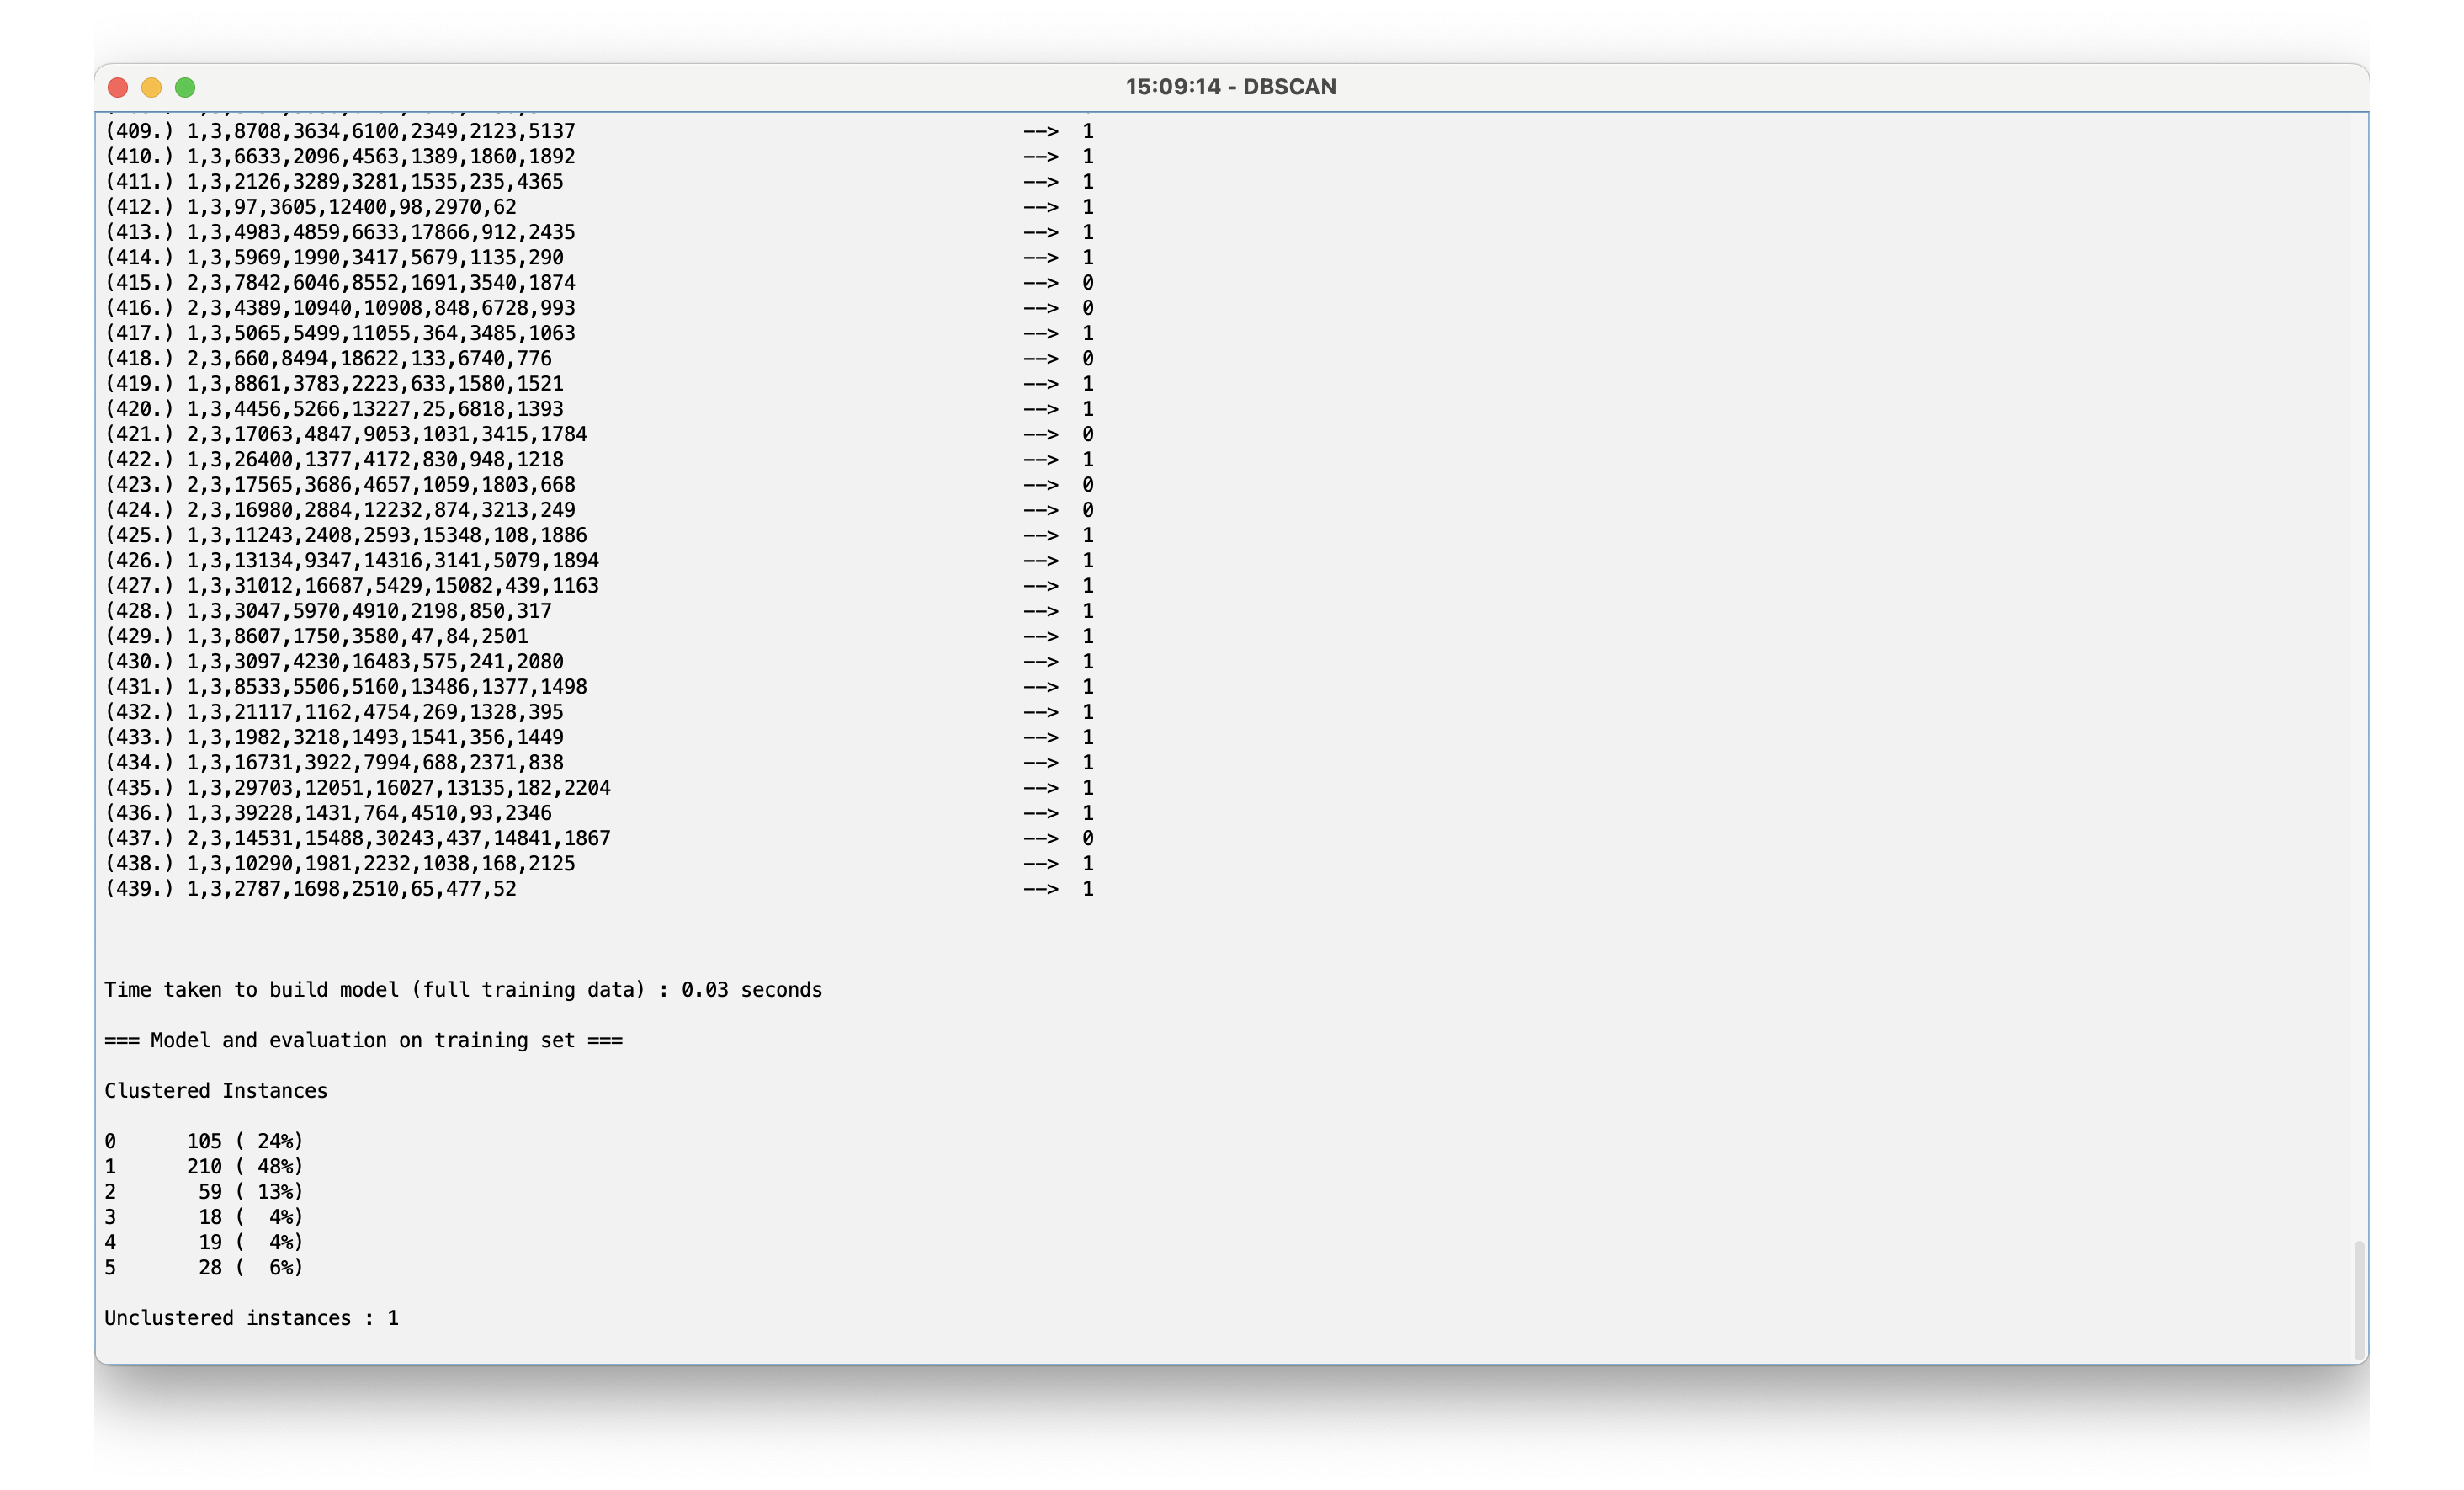 15:09:14 - DBSCAN
(409.) 1,3,8708,3634,6100,2349,2123,5137 --> 1
(410.) 1,3,6633,2096,4563,1389,1860,1892 --> 1
(411.) 1,3,2126,3289,3281,1535,235,4365 --> 1
(412.) 1,3,97,3605,12400,98,2970,62 --> 1
(413.) 1,3,4983,4859,6633,17866,912,2435 --> 1
(414.) 1,3,5969,1990,3417,5679,1135,290 --> 1
(415.) 2,3,7842,6046,8552,1691,3540,1874 --> 0
(416.) 2,3,4389,10940,10908,848,6728,993 --> 0
(417.) 1,3,5065,5499,11055,364,3485,1063 --> 1
(418.) 2,3,660,8494,18622,133,6740,776 --> 0
(419.) 1,3,8861,3783,2223,633,1580,1521 --> 1
(420.) 1,3,4456,5266,13227,25,6818,1393 --> 1
(421.) 2,3,17063,4847,9053,1031,3415,1784 --> 0
(422.) 1,3,26400,1377,4172,830,948,1218 --> 1
(423.) 2,3,17565,3686,4657,1059,1803,668 --> 0
(424.) 2,3,16980,2884,12232,874,3213,249 --> 0
(425.) 1,3,11243,2408,2593,15348,108,1886 --> 1
(426.) 1,3,13134,9347,14316,3141,5079,1894 --> 1
(427.) 1,3,31012,16687,5429,15082,439,1163 --> 1
(428.) 1,3,3047,5970,4910,2198,850,317 --> 1
(429.) 1,3,8607,1750,3580,47,84,2501 --> 1
(430.) 1,3,3097,4230,16483,575,241,2080 --> 1
(431.) 1,3,8533,5506,5160,13486,1377,1498 --> 1
(432.) 1,3,21117,1162,4754,269,1328,395 --> 1
(433.) 1,3,1982,3218,1493,1541,356,1449 --> 1
(434.) 1,3,16731,3922,7994,688,2371,838 --> 1
(435.) 1,3,29703,12051,16027,13135,182,2204 --> 1
(436.) 1,3,39228,1431,764,4510,93,2346 --> 1
(437.) 2,3,14531,15488,30243,437,14841,1867 --> 0
(438.) 1,3,10290,1981,2232,1038,168,2125 --> 1
(439.) 1,3,2787,1698,2510,65,477,52 --> 1
Time taken to build model (full training data) : 0.03 seconds
=== Model and evaluation on training set ===
Clustered Instances
0 105 ( 24%)
1 210 ( 48%)
2 59 ( 13%)
3 18 ( 4%)
4 19 ( 4%)
5 28 ( 6%)
Unclustered instances : 1